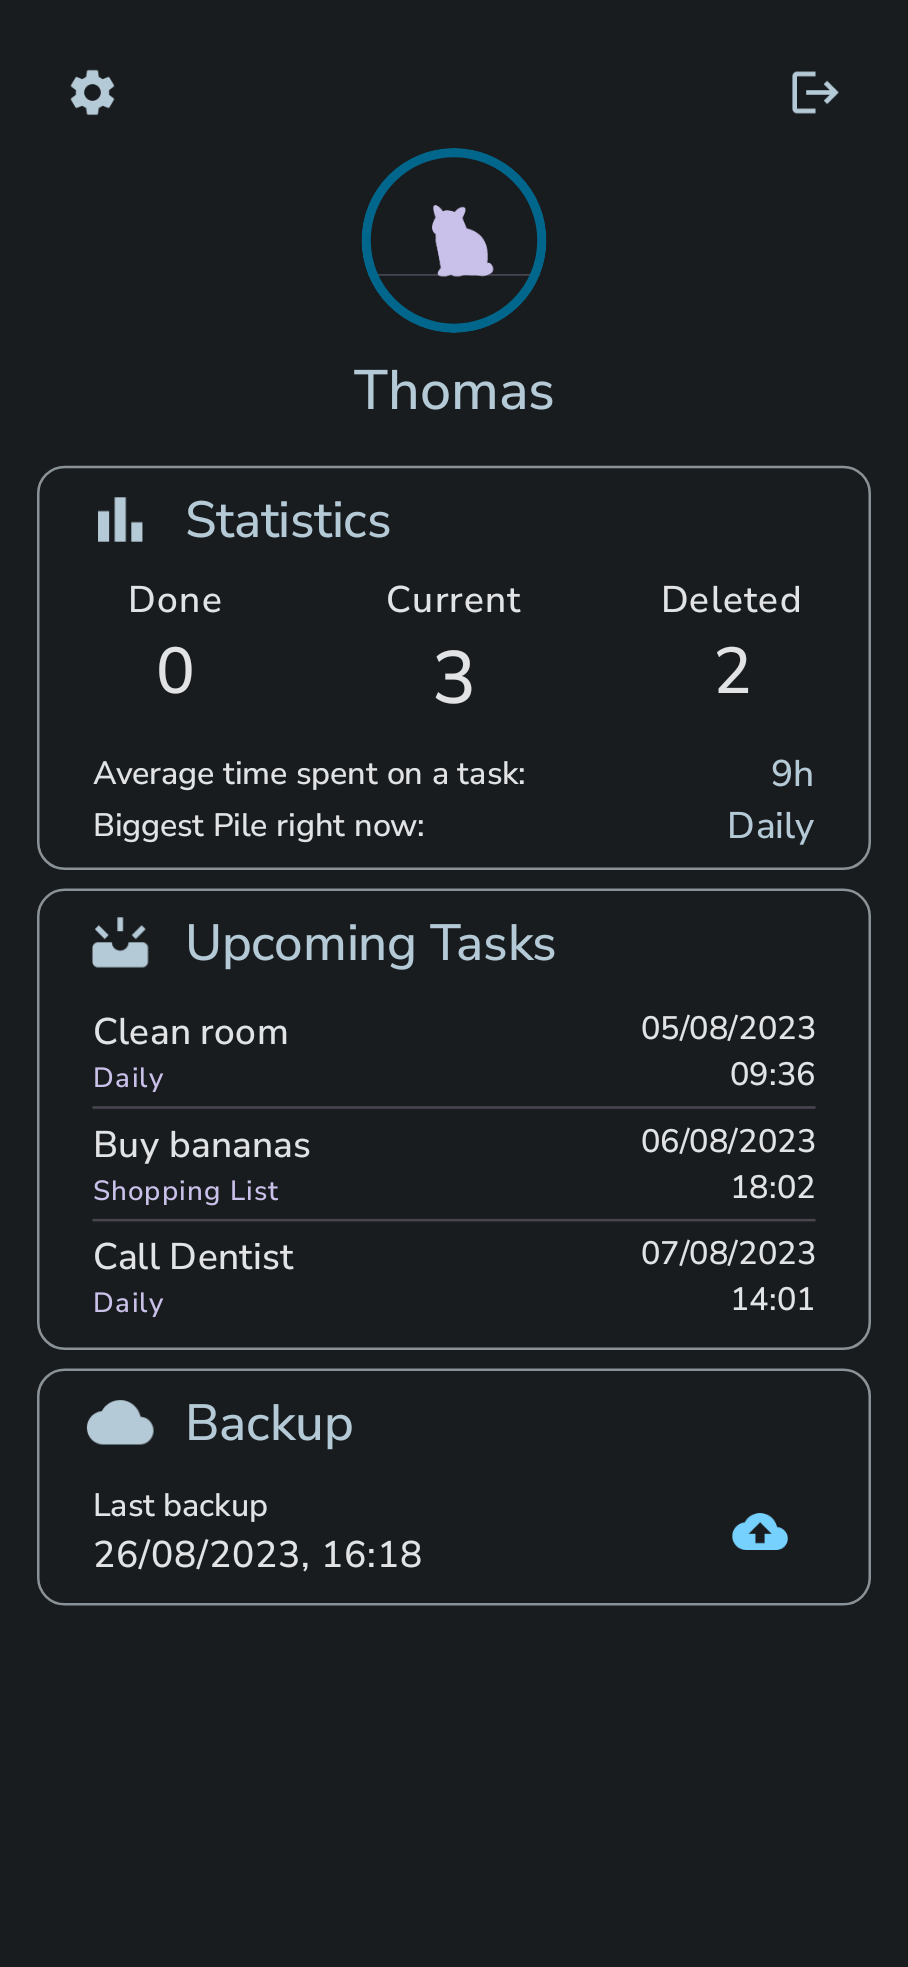 Thomas
Statistics
Done
Current
Deleted
0
3
2
Average time spent on a task:
9h
Biggest Pile right now:
Daily
Upcoming Tasks
Clean room
05/08/2023
Daily
09:36
Buy bananas
06/08/2023
Shopping List
18:02
Call Dentist
07/08/2023
Daily
14:01
Backup
Last backup
26/08/2023, 16:18